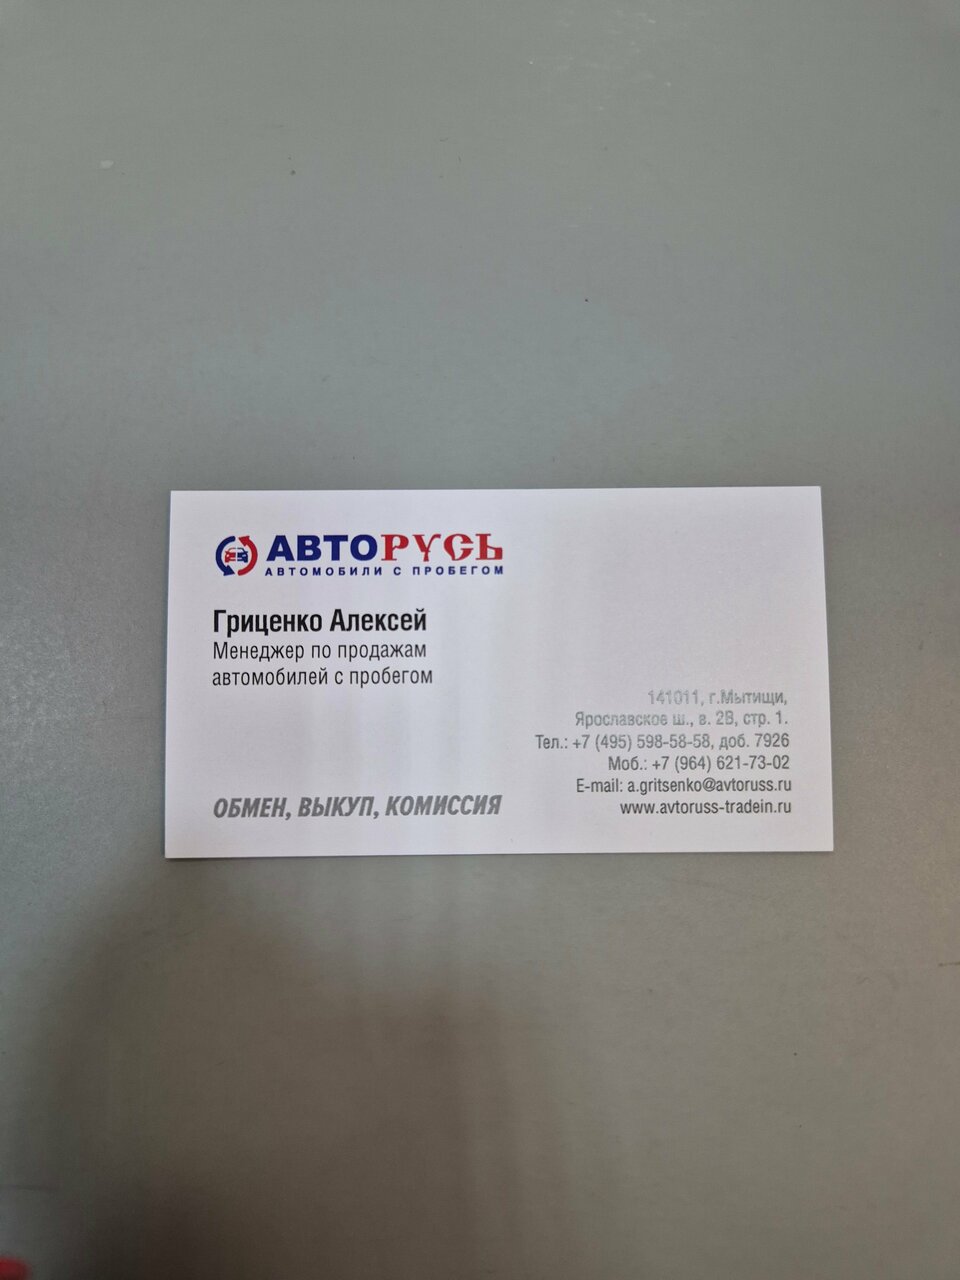 АВТОРУСЬ
АВТОМОБИЛИ С ПРОБЕГОМ
Гриценко Алексей
Менеджер по продажам
автомобилей с пробегом
141011, г.Мытищи,
Ярославское ш., в. 2В, стр. 1.
Тел.: +7 (495) 598-58-58, доб. 7926
Моб.: +7 (964) 621-73-02
E-mail: a.gritsenko@avtoruss.ru
www.avtoruss-tradein.ru
ОБМЕН, ВЫКУП, КОМИССИЯ